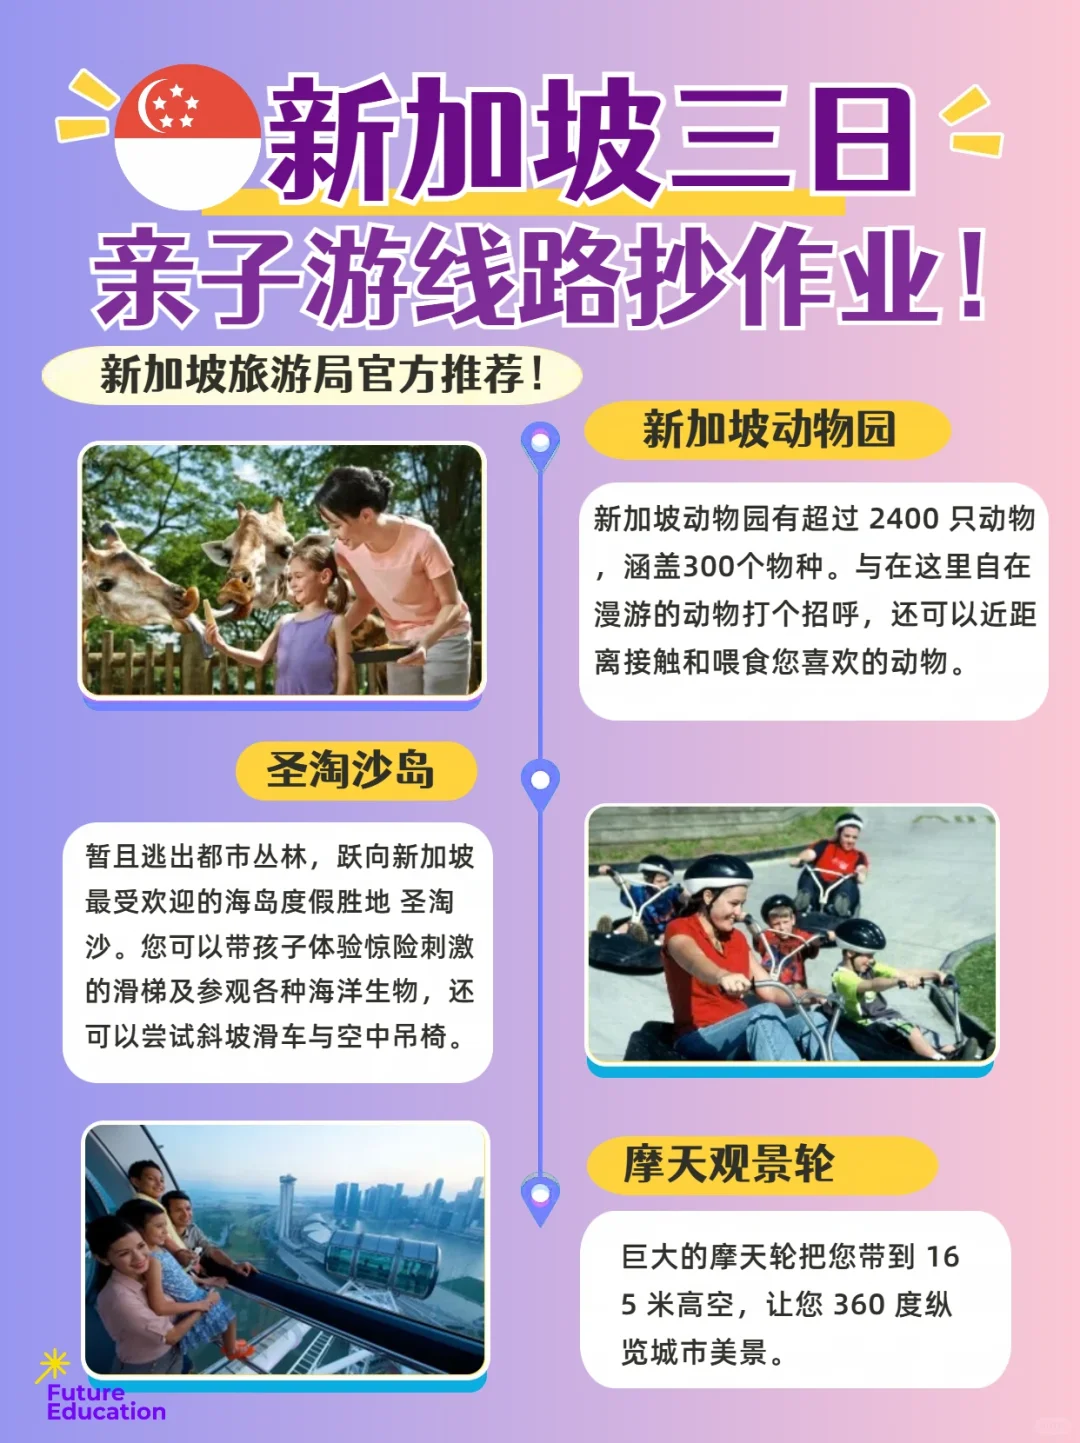 新加坡三日
亲子游线路抄作业！
新加坡旅游局官方推荐！
新加坡动物园
新加坡动物园有超过 2400 只动物
，涵盖300个物种。与在这里自在
漫游的动物打个招呼，还可以近距
离接触和喂食您喜欢的动物。
圣淘沙岛
暂且逃出都市丛林，跃向新加坡
最受欢迎的海岛度假胜地 圣淘
沙。您可以带孩子体验惊险刺激
的滑梯及参观各种海洋生物，还
可以尝试斜坡滑车与空中吊椅。
摩天观景轮
巨大的摩天轮把您带到 16
5 米高空，让您 360 度纵
览城市美景。
Future
Education